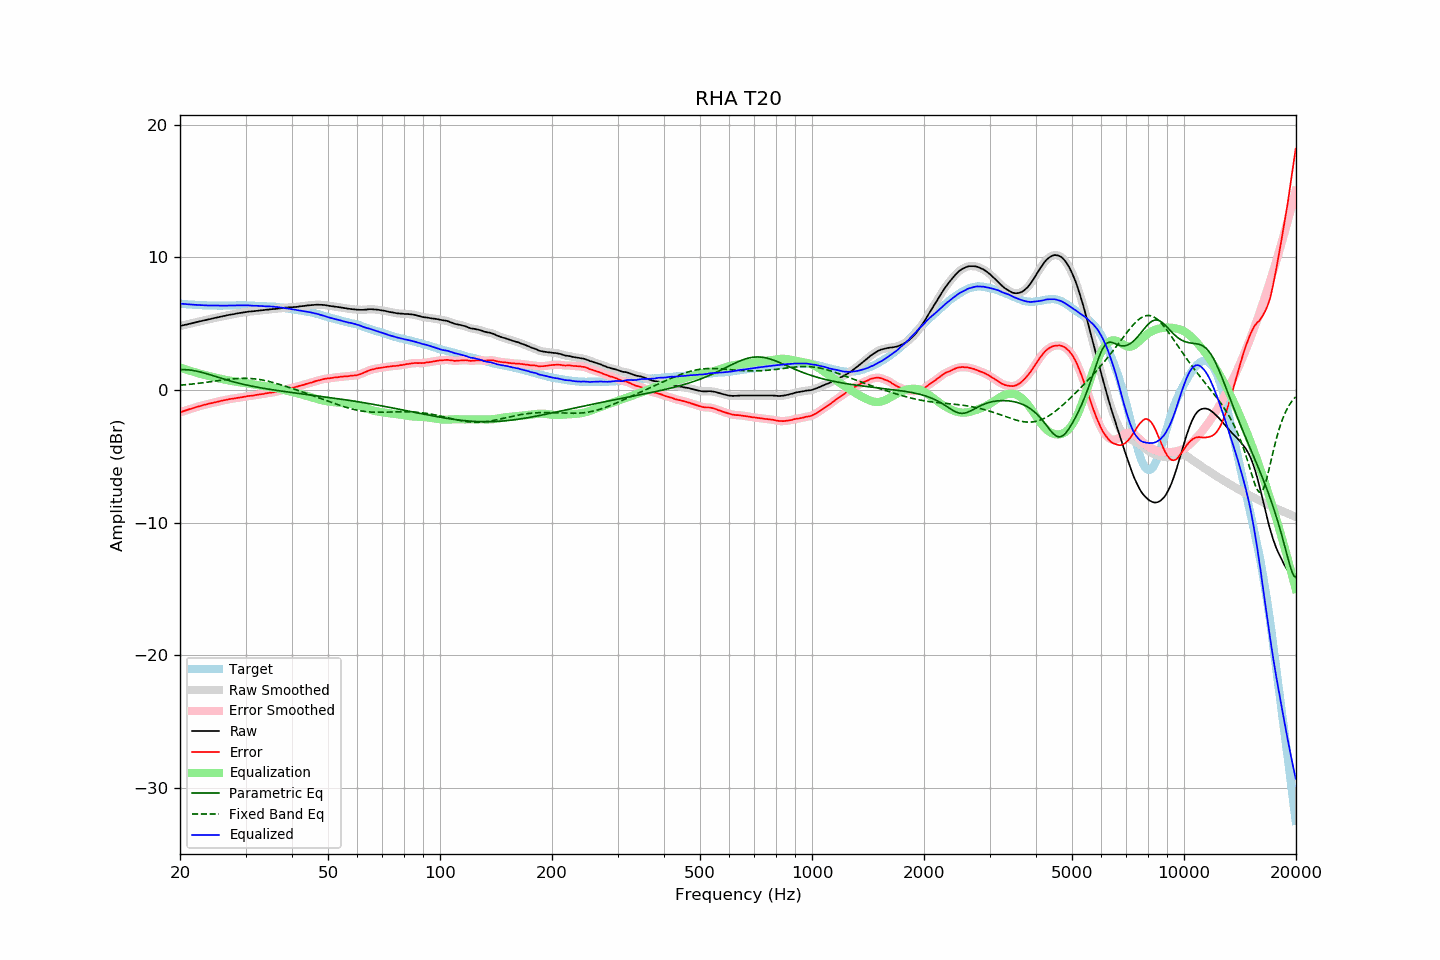 RHA T20
20
10
0
−10
−20
−30
Amplitude (dBr)
Target
Raw Smoothed
Error Smoothed
Raw
Error
Equalization
Parametric Eq
Fixed Band Eq
Equalized
20 50 100 200 500 1000 2000 5000 10000 20000
Frequency (Hz)